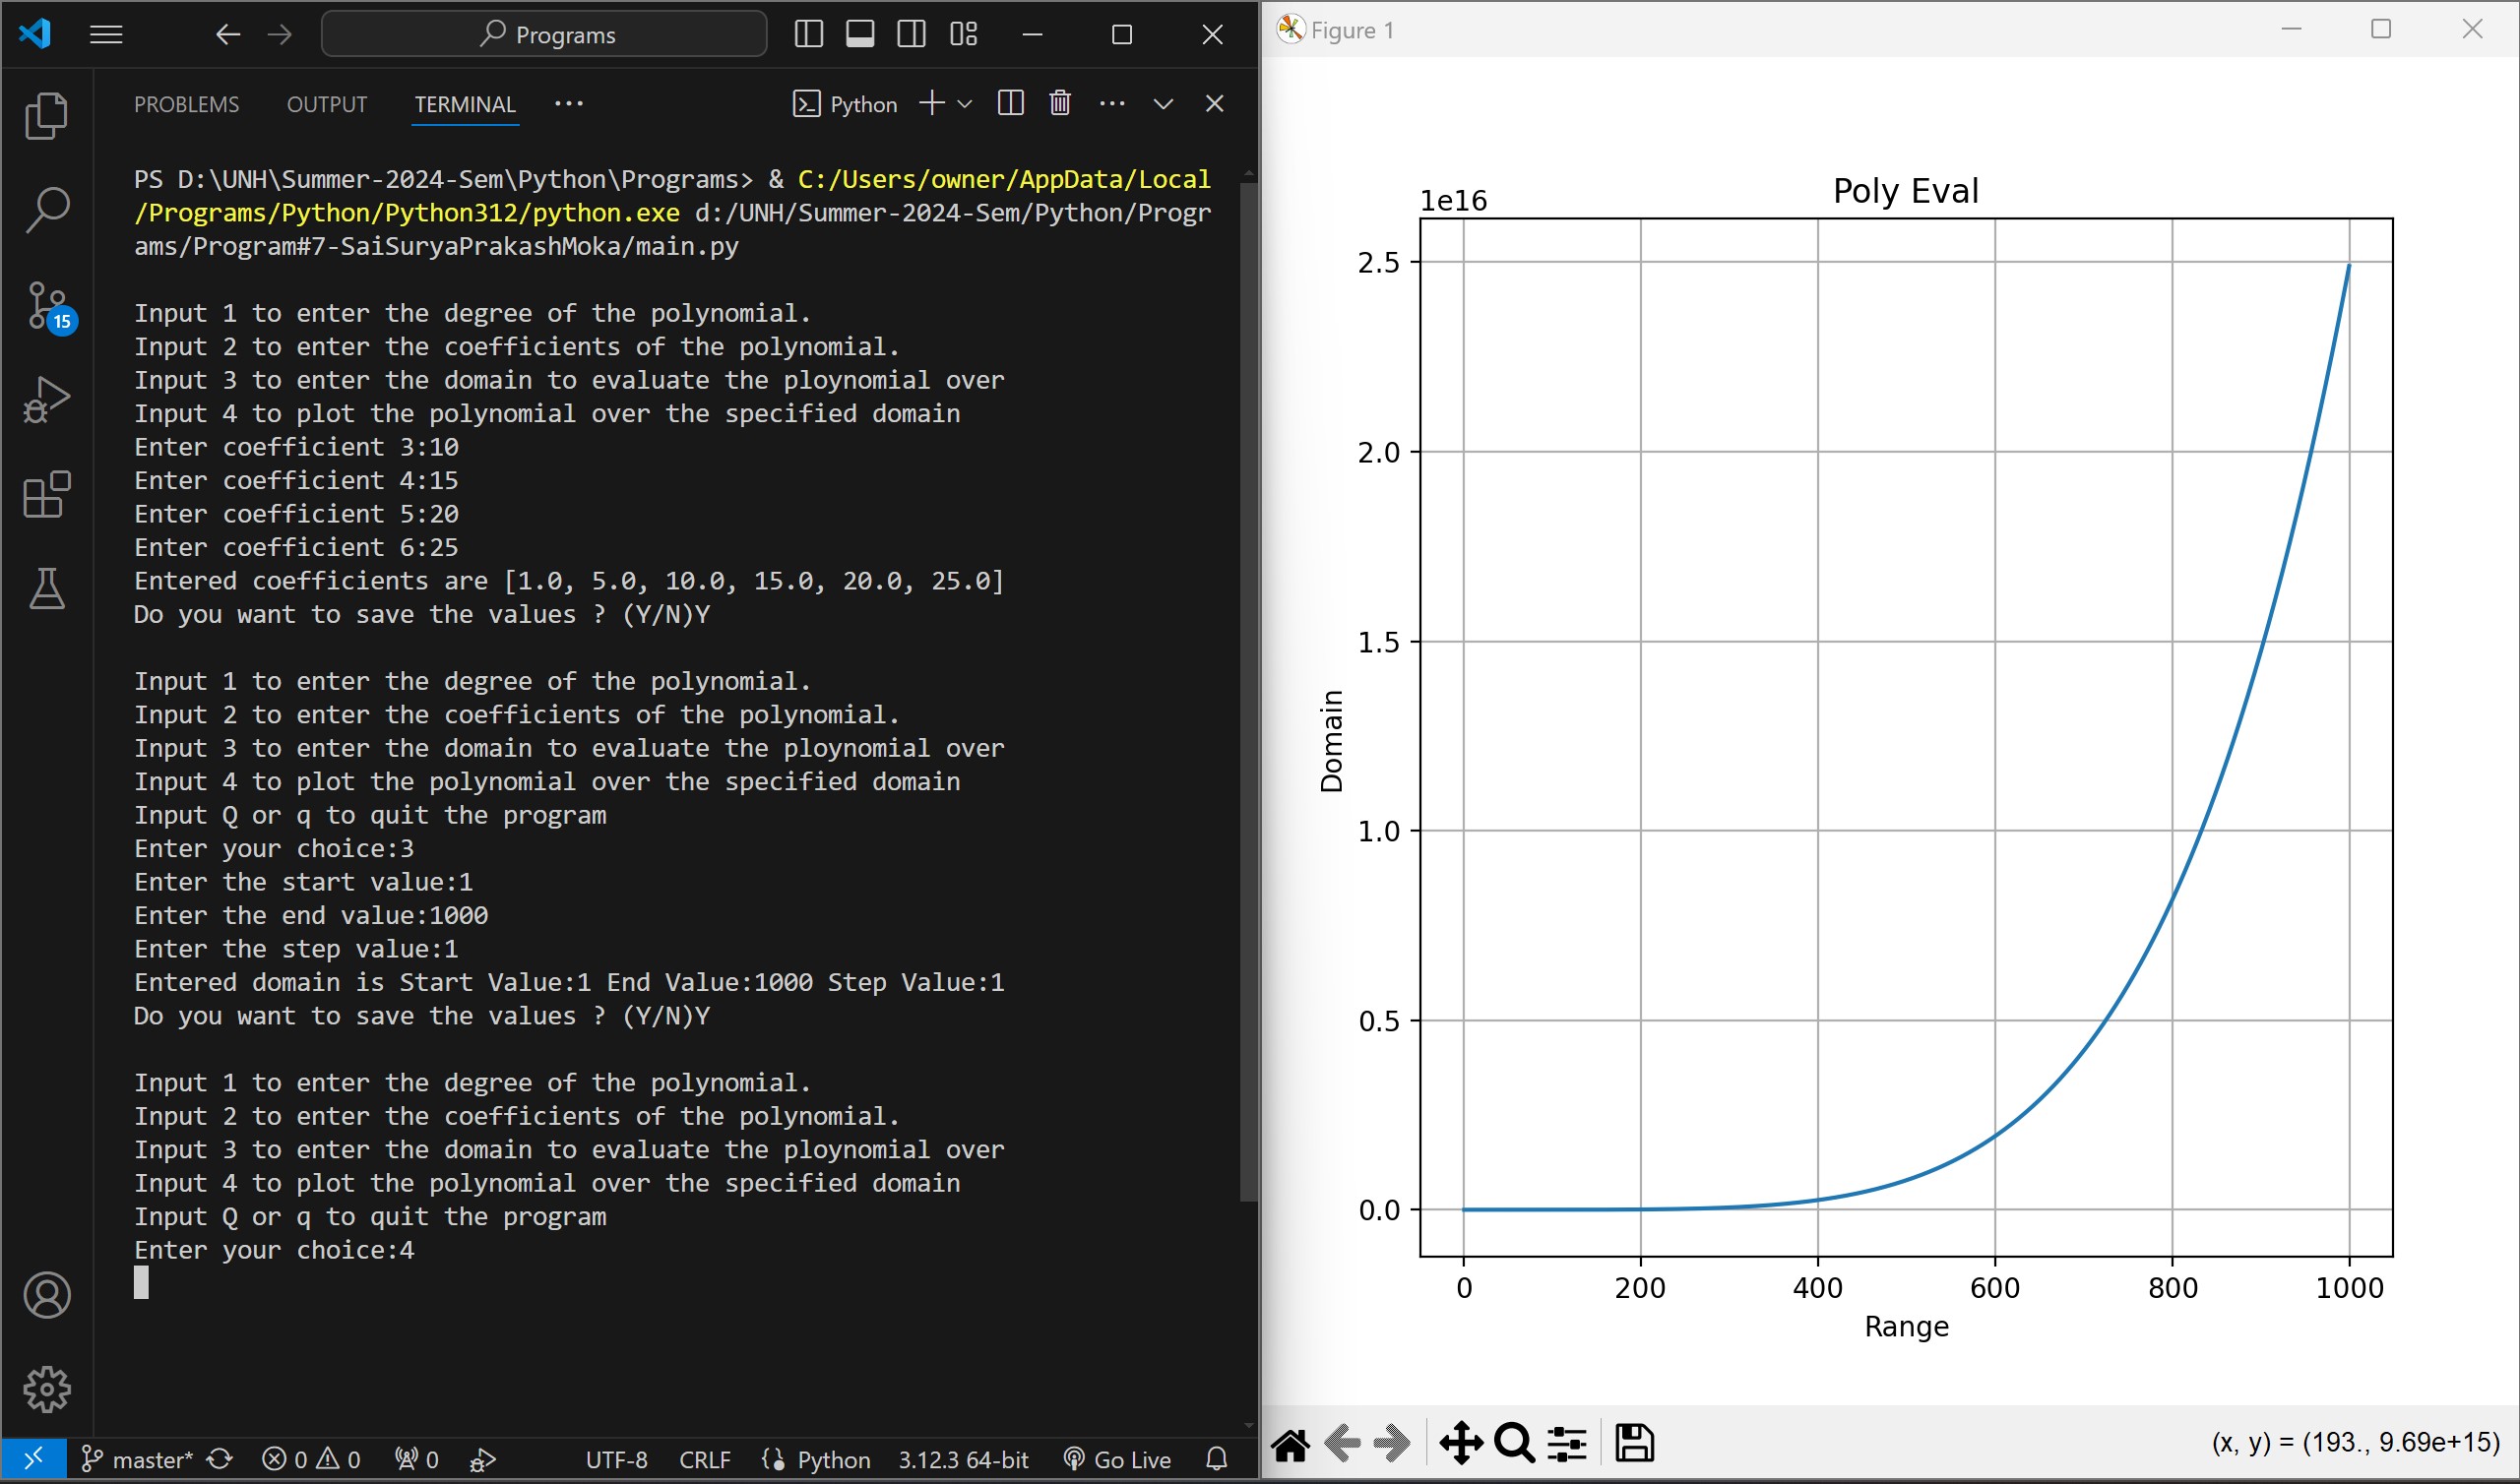 Programs
PROBLEMS OUTPUT TERMINAL ... Python
PS D:\UNH\Summer-2024-Sem\Python\Programs> & C:/Users/owner/AppData/Local
/Programs/Python/Python312/python.exe d:/UNH/Summer-2024-Sem/Python/Progr
ams/Program#7-SaiSuryaPrakashMoka/main.py
Input 1 to enter the degree of the polynomial.
Input 2 to enter the coefficients of the polynomial.
Input 3 to enter the domain to evaluate the ploynomial over
Input 4 to plot the polynomial over the specified domain
Enter coefficient 3:10
Enter coefficient 4:15
Enter coefficient 5:20
Enter coefficient 6:25
Entered coefficients are [1.0, 5.0, 10.0, 15.0, 20.0, 25.0]
Do you want to save the values ? (Y/N)Y
Input 1 to enter the degree of the polynomial.
Input 2 to enter the coefficients of the polynomial.
Input 3 to enter the domain to evaluate the ploynomial over
Input 4 to plot the polynomial over the specified domain
Input Q or q to quit the program
Enter your choice:3
Enter the start value:1
Enter the end value:1000
Enter the step value:1
Entered domain is Start Value:1 End Value:1000 Step Value:1
Do you want to save the values ? (Y/N)Y
Input 1 to enter the degree of the polynomial.
Input 2 to enter the coefficients of the polynomial.
Input 3 to enter the domain to evaluate the ploynomial over
Input 4 to plot the polynomial over the specified domain
Input Q or q to quit the program
Enter your choice:4
15
master* 0 0 0 UTF-8 CRLF Python 3.12.3 64-bit Go Live
Figure 1
Poly Eval
1e16
2.5
2.0
1.5
1.0
0.5
0.0
Domain
0 200 400 600 800 1000
Range
(x, y) = (193., 9.69e+15)